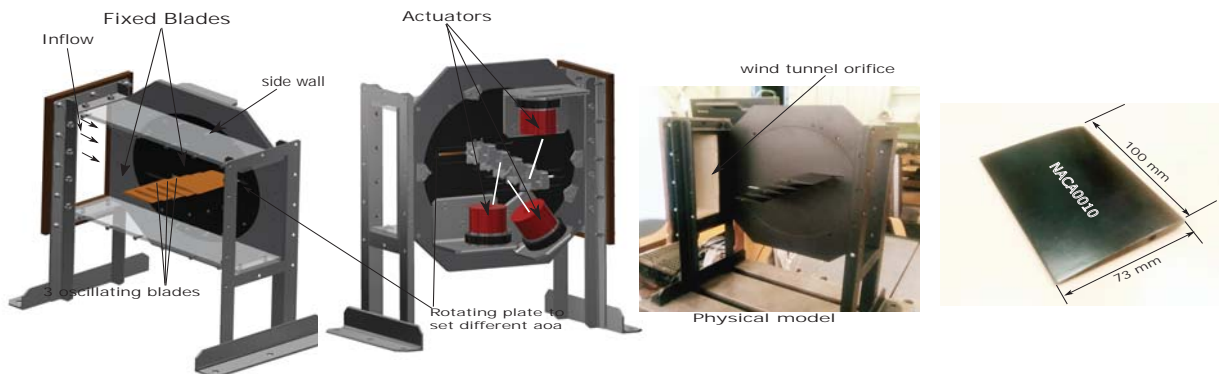 Fixed Blades
Inflow
side wall
3 oscillating blades
Actuators
Rotating plate to
set different aoa
wind tunnel orifice
Physical model
NACA0010
100 mm
73 mm